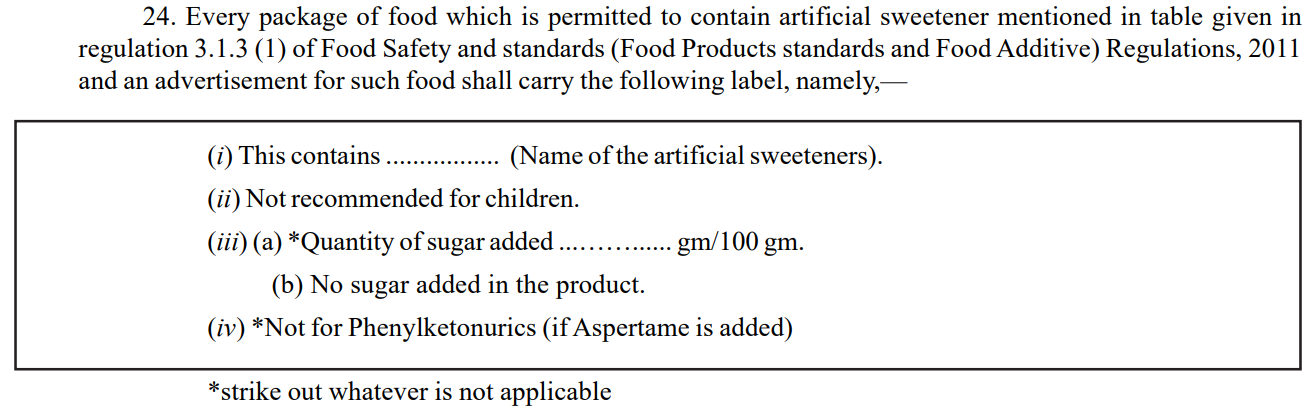 24. Every package of food which is permitted to contain artificial sweetener mentioned in table given in
regulation 3.1.3 (1) of Food Safety and standards (Food Products standards and Food Additive) Regulations, 2011
and an advertisement for such food shall carry the following label, namely,—
(i) This contains ................. (Name of the artificial sweeteners).
(ii) Not recommended for children.
(iii) (a) *Quantity of sugar added ................. gm/100 gm.
(b) No sugar added in the product.
(iv) *Not for Phenylketonurics (if Aspertame is added)
*strike out whatever is not applicable